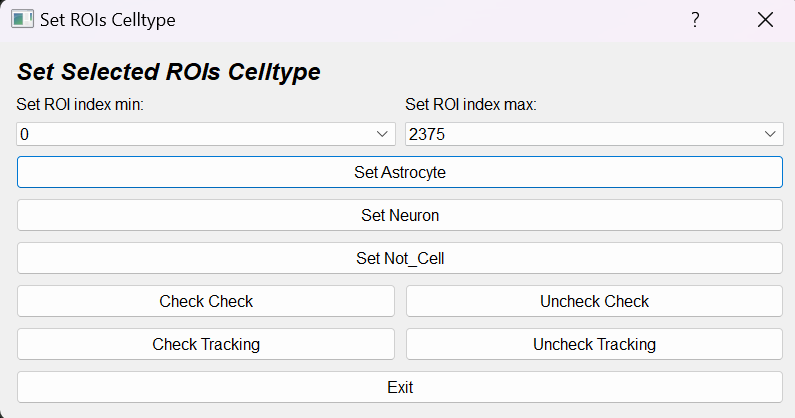 Set ROIs Celltype
?
Set Selected ROIs Celltype
Set ROI index min: Set ROI index max:
0 2375
Set Astrocyte
Set Neuron
Set Not_Cell
Check Check Uncheck Check
Check Tracking Uncheck Tracking
Exit